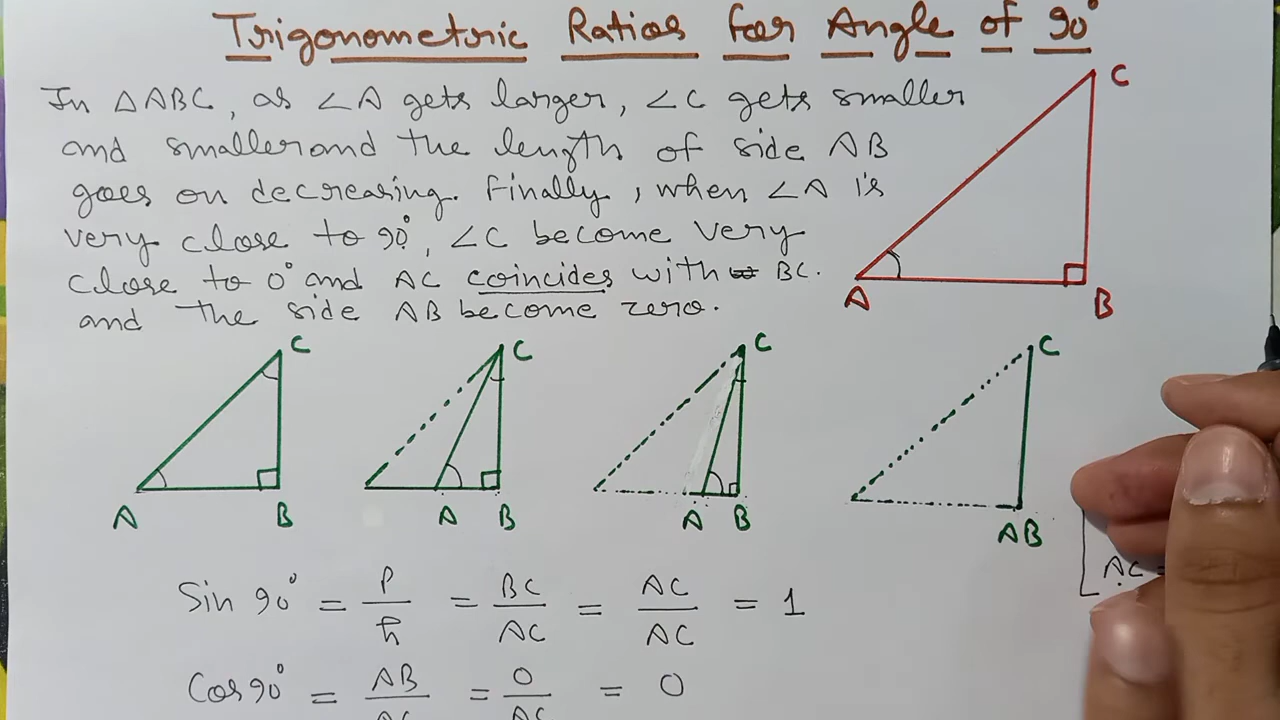 Trigonometric Ratios for Angle of 90°
In △ABC, as ∠A gets larger, ∠C gets smaller
and smaller and the length of side AB
goes on decreasing. Finally, when ∠A is
very close to 90°, ∠C become very
close to 0° and AC coincides with BC.
and the side AB become zero.
C
A
B
C
A
B
C
A
B
C
A
B
C
AB
AC =
Sin 90° = P/h = BC/AC = AC/AC = 1
Cos 90° = AB/AC = 0/AC = 0